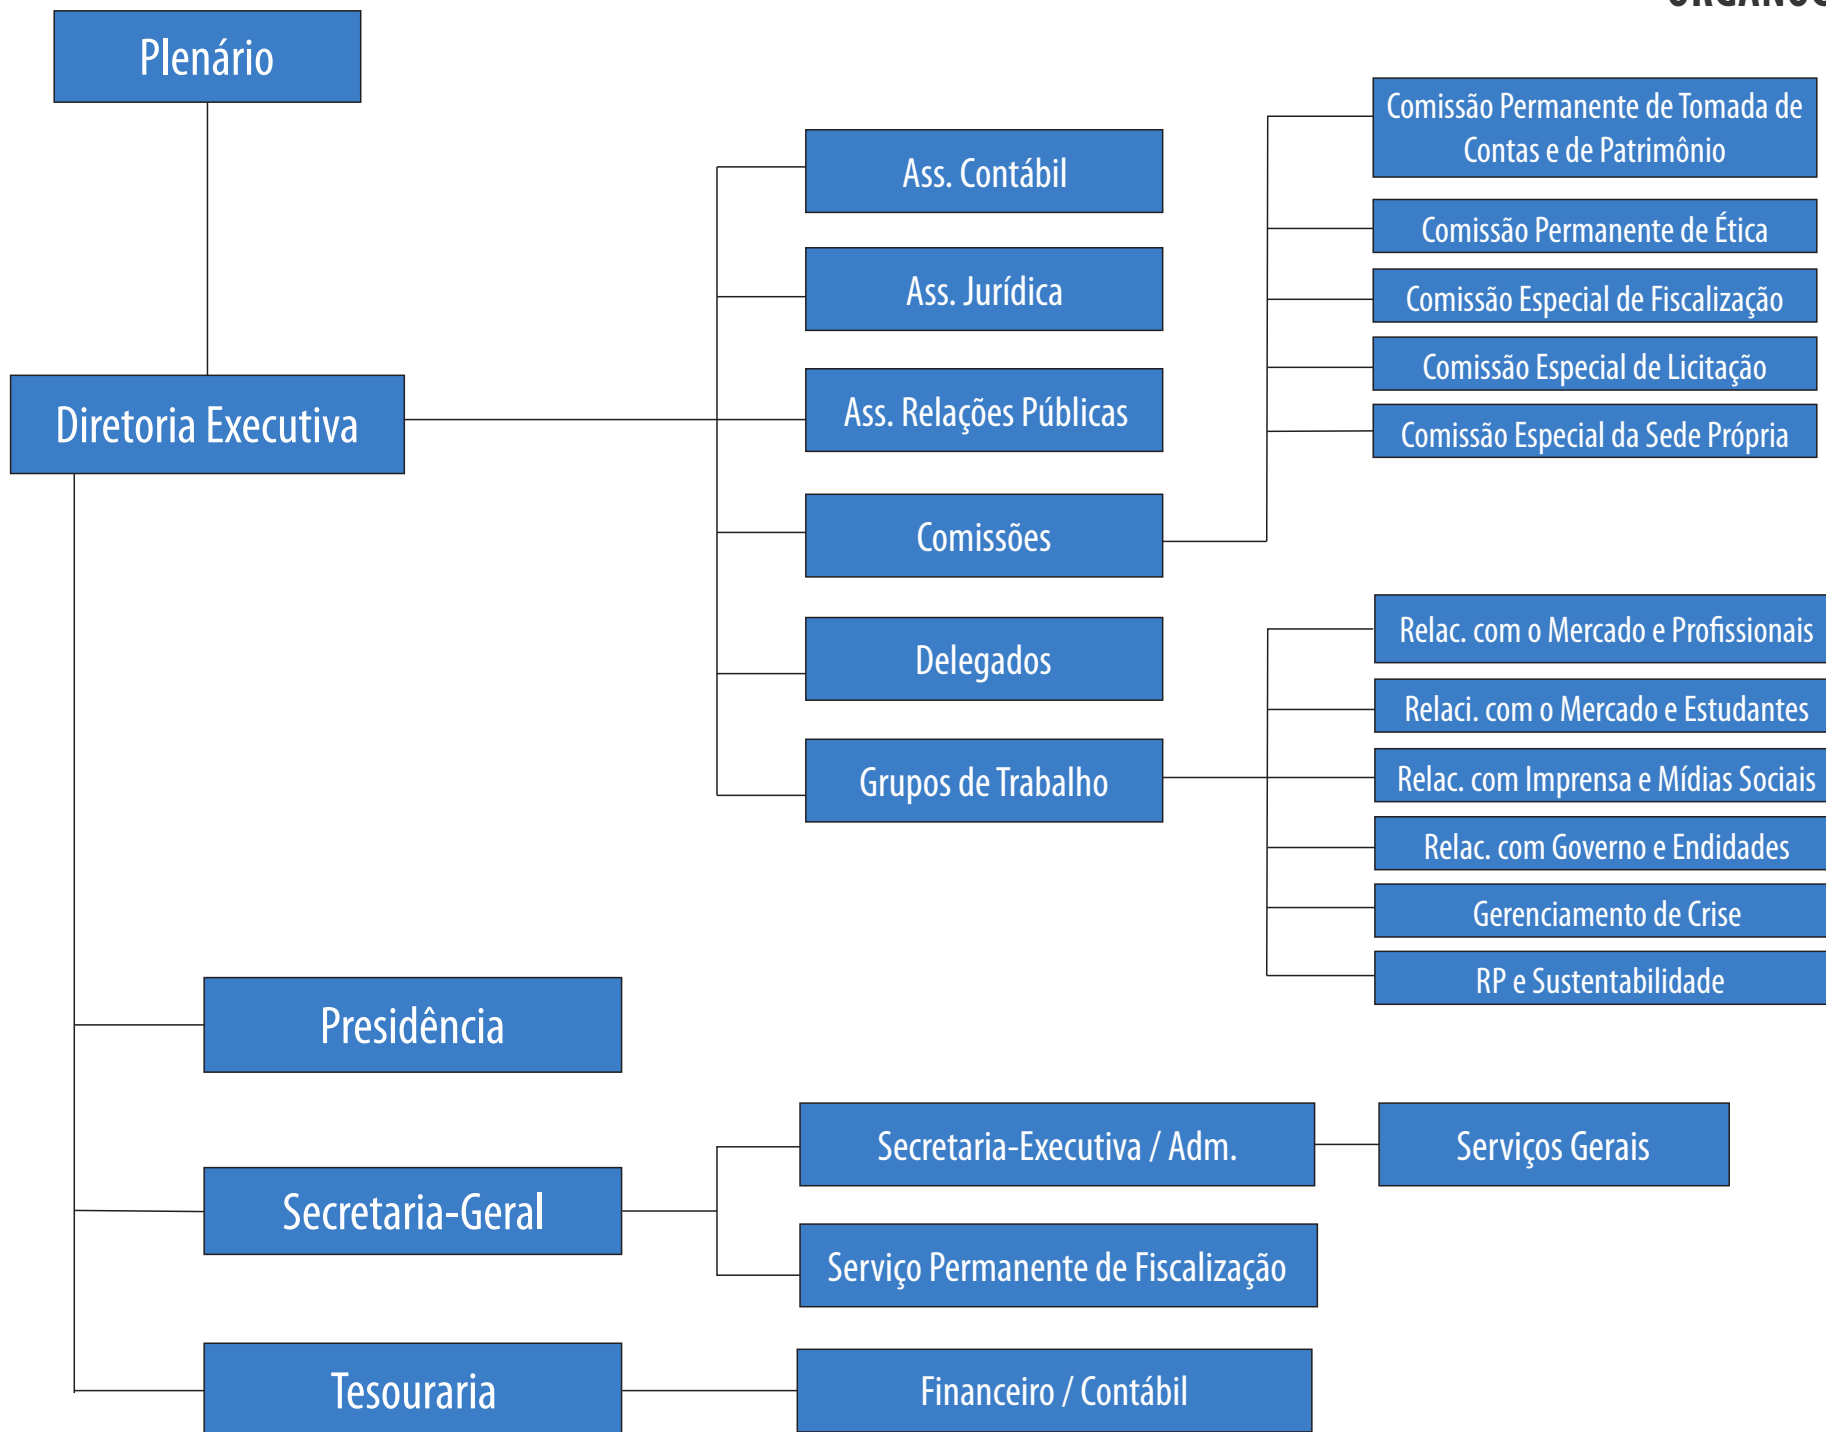 Plenário
Diretoria Executiva
Ass. Contábil
Ass. Jurídica
Ass. Relações Públicas
Comissões
Delegados
Grupos de Trabalho
Comissão Permanente de Tomada de
Contas e de Patrimônio
Comissão Permanente de Ética
Comissão Especial de Fiscalização
Comissão Especial de Licitação
Comissão Especial da Sede Própria
Relac. com o Mercado e Profissionais
Relaci. com o Mercado e Estudantes
Relac. com Imprensa e Mídias Sociais
Relac. com Governo e Endidades
Gerenciamento de Crise
RP e Sustentabilidade
Presidência
Secretaria-Geral
Secretaria-Executiva / Adm.
Serviços Gerais
Serviço Permanente de Fiscalização
Tesouraria
Financeiro / Contábil